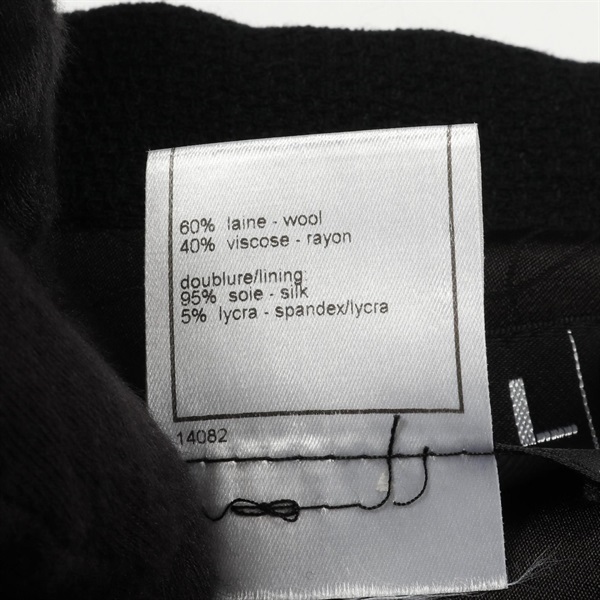 60% laine - wool
40% viscose - rayon
doublure/lining:
95% soie - silk
5% lycra - spandex/lycra
14082
L